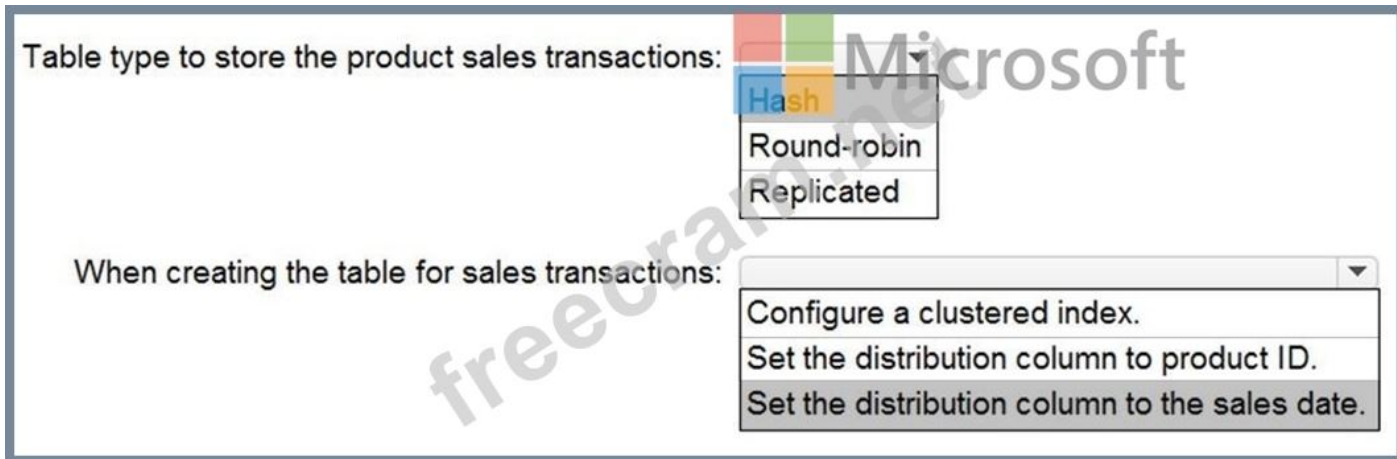 Microsoft
Table type to store the product sales transactions:
Hash
Round-robin
Replicated
When creating the table for sales transactions:
Configure a clustered index.
Set the distribution column to product ID.
Set the distribution column to the sales date.
freecram.net